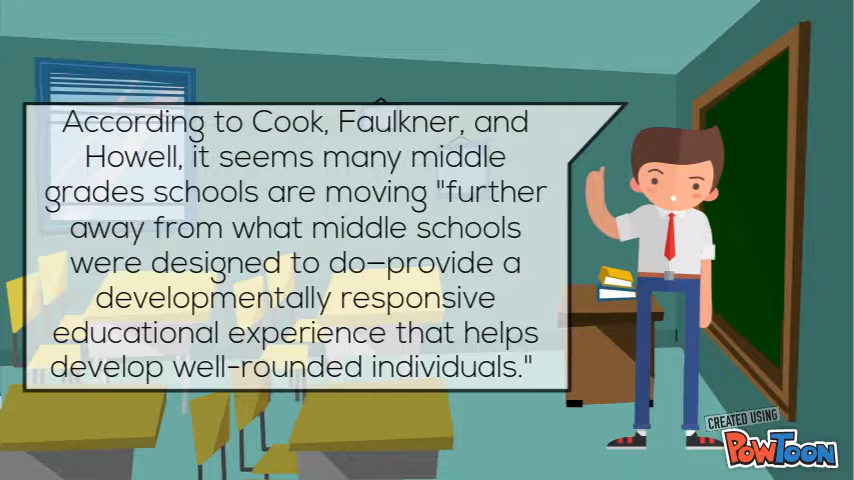 According to Cook, Faulkner, and
Howell, it seems many middle
grades schools are moving "further
away from what middle schools
were designed to do—provide a
developmentally responsive
educational experience that helps
develop well-rounded individuals."
CREATED USING
POWTOON